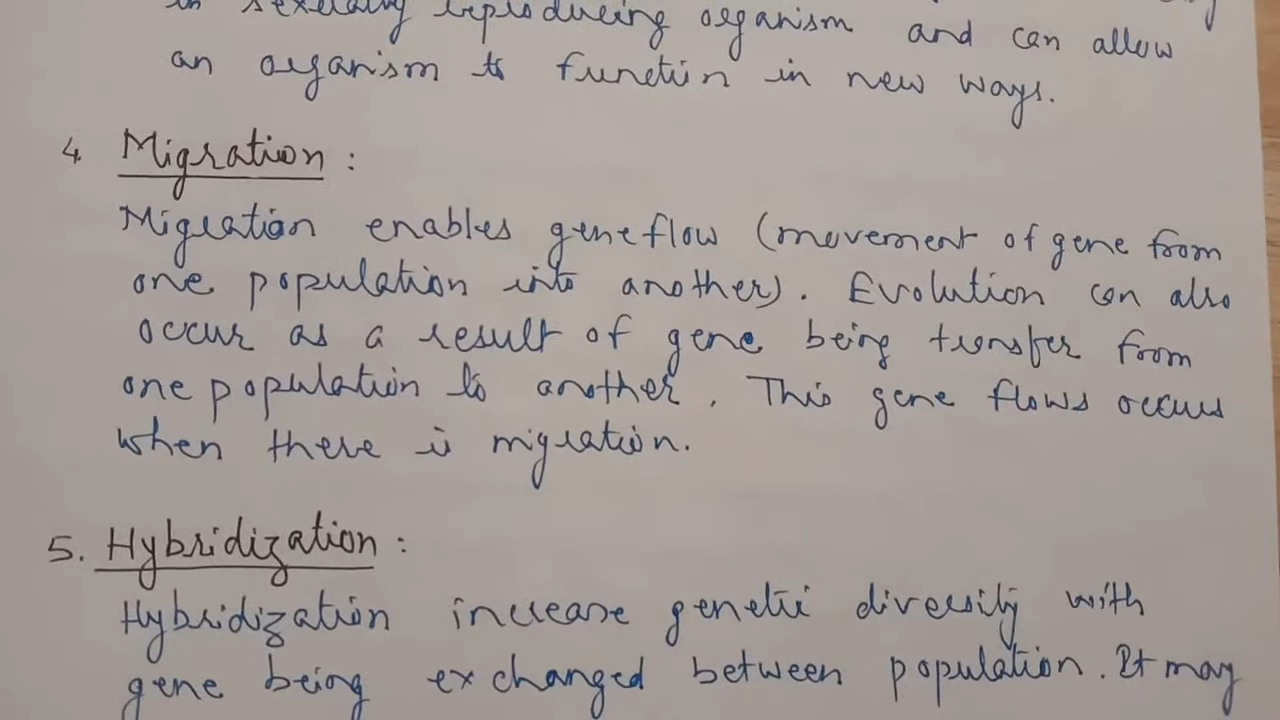 in sexually reproducing organism and can allow
an organism to function in new ways.
4. Migration :
Migration enables geneflow (movement of gene from
one population into another). Evolution can also
occur as a result of gene being transfer from
one population to another. This gene flows occurs
when there is migration.
5. Hybridization :
Hybridization increase genetic diversity with
gene being exchanged between population. It may